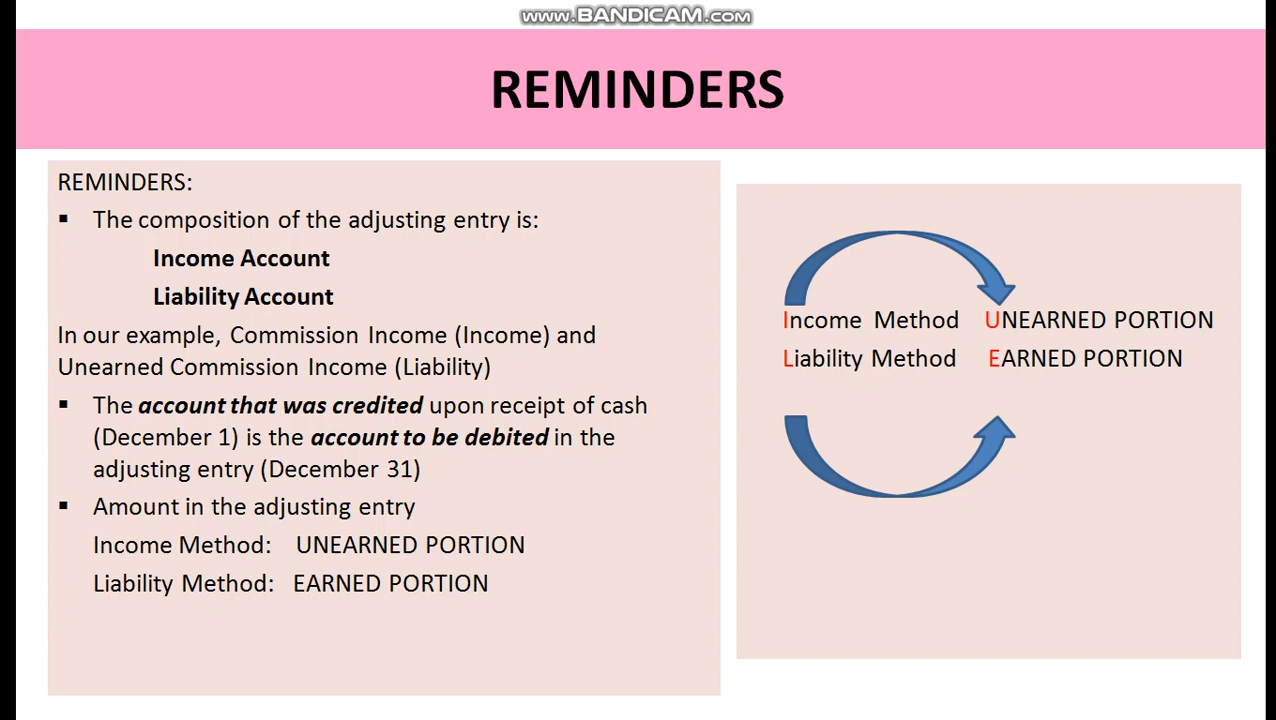 www.BANDICAM.com
REMINDERS
REMINDERS:
▪ The composition of the adjusting entry is:
Income Account
Liability Account
In our example, Commission Income (Income) and
Unearned Commission Income (Liability)
▪ The account that was credited upon receipt of cash
(December 1) is the account to be debited in the
adjusting entry (December 31)
▪ Amount in the adjusting entry
Income Method: UNEARNED PORTION
Liability Method: EARNED PORTION
Income Method UNEARNED PORTION
Liability Method EARNED PORTION